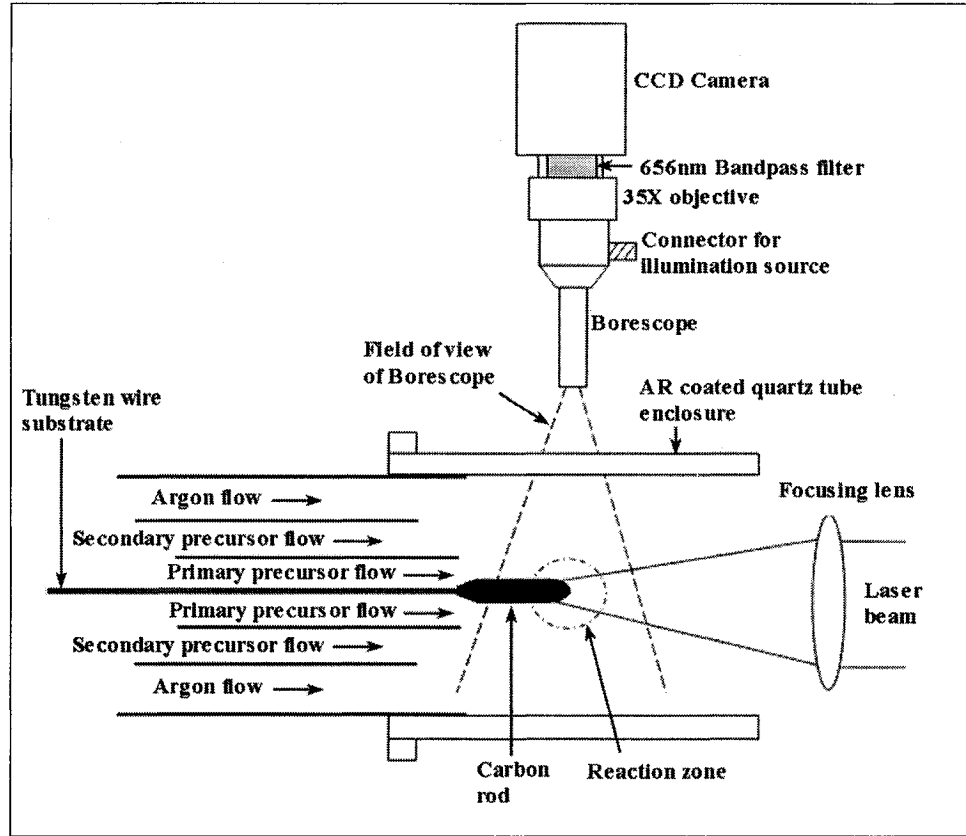 CCD Camera
656nm Bandpass filter
35X objective
Connector for
illumination source
Borescope
Field of view
of Borescope
AR coated quartz tube
enclosure
Tungsten wire
substrate
Focusing lens
Argon flow
Secondary precursor flow
Primary precursor flow
Laser
beam
Primary precursor flow
Secondary precursor flow
Argon flow
Carbon
rod
Reaction zone